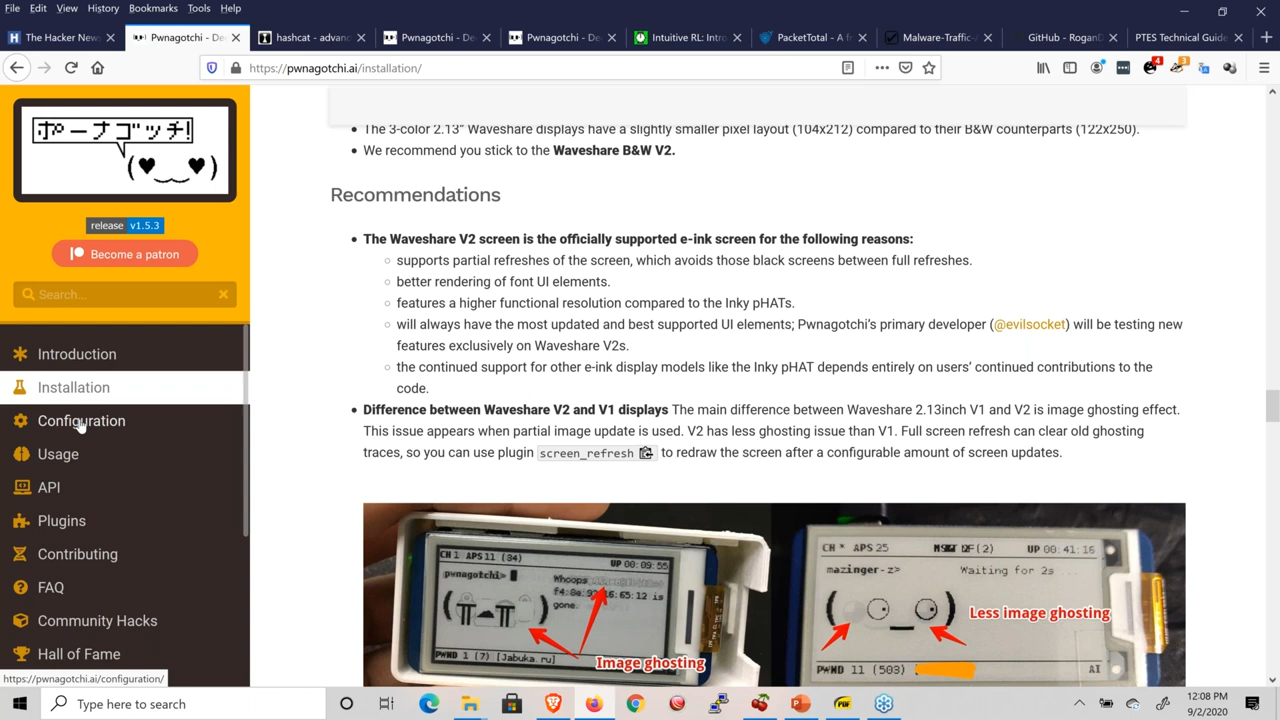 File Edit View History Bookmarks Tools Help
The Hacker News
Pwnagotchi - De
hashcat - advan
Pwnagotchi - De
Pwnagotchi - De
Intuitive RL: Intro
PacketTotal - A fr
Malware-Traffic-
GitHub - RoganD
PTES Technical Guide
https://pwnagotchi.ai/installation/
4
3
ポーナゴッチ!
release v1.5.3
Become a patron
Search...
Introduction
Installation
Configuration
Usage
API
Plugins
Contributing
FAQ
Community Hacks
Hall of Fame
https://pwnagotchi.ai/configuration/
The 3-color 2.13" Waveshare displays have a slightly smaller pixel layout (104x212) compared to their B&W counterparts (122x250).
We recommend you stick to the Waveshare B&W V2.
Recommendations
The Waveshare V2 screen is the officially supported e-ink screen for the following reasons:
supports partial refreshes of the screen, which avoids those black screens between full refreshes.
better rendering of font UI elements.
features a higher functional resolution compared to the Inky pHATs.
will always have the most updated and best supported UI elements; Pwnagotchi's primary developer (@evilsocket) will be testing new
features exclusively on Waveshare V2s.
the continued support for other e-ink display models like the Inky pHAT depends entirely on users' continued contributions to the
code.
Difference between Waveshare V2 and V1 displays The main difference between Waveshare 2.13inch V1 and V2 is image ghosting effect.
This issue appears when partial image update is used. V2 has less ghosting issue than V1. Full screen refresh can clear old ghosting
traces, so you can use plugin screen_refresh to redraw the screen after a configurable amount of screen updates.
CH 1 APS 11 (34) UP 00:09:55
pwnagotchi>
Whoops
is
gone.
PWND 1 (7) [Jabuka.ru]
Image ghosting
CH * APS 25 UP 00:41:16
mazinger-z> Waiting for 2s
Less image ghosting
PWND 11 (503) AI
Type here to search
PDF
12:08 PM
9/2/2020